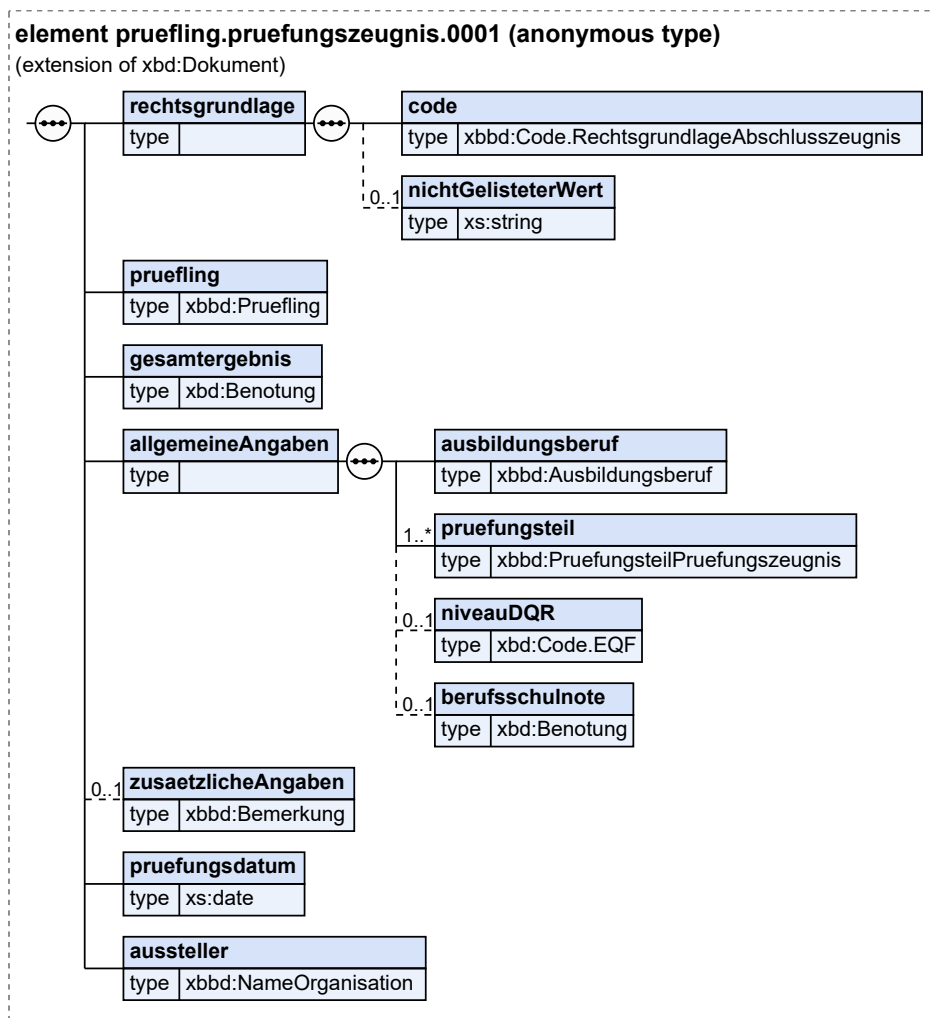 element pruefling.pruefungszeugnis.0001 (anonymous type)
(extension of xbd:Dokument)
rechtsgrundlage
type
code
type xbbd:Code.RechtsgrundlageAbschlusszeugnis
0..1
nichtGelisteterWert
type xs:string
pruefling
type xbbd:Pruefling
gesamtergebnis
type xbd:Benotung
allgemeineAngaben
type
ausbildungsberuf
type xbbd:Ausbildungsberuf
1..*
pruefungsteil
type xbbd:PruefungsteilPruefungszeugnis
0..1
niveauDQR
type xbd:Code.EQF
0..1
berufsschulnote
type xbd:Benotung
0..1
zusaetzlicheAngaben
type xbbd:Bemerkung
pruefungsdatum
type xs:date
aussteller
type xbbd:NameOrganisation